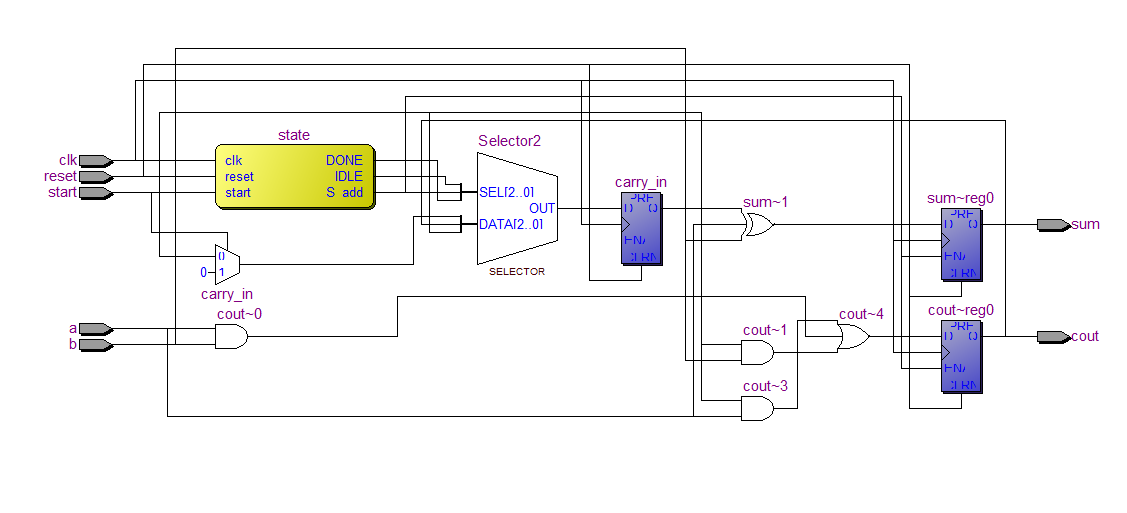 state
Selector2
clk
reset
start
clk
reset
start
DONE
IDLE
S add
SEL[2..0]
OUT
DATA[2..0]
SELECTOR
carry_in
PRE
D Q
ENA
CLRN
sum~1
sum~reg0
PRE
D Q
ENA
CLRN
sum
0
0 1
carry_in
a
b
cout~0
cout~1
cout~3
cout~4
cout~reg0
PRE
D Q
ENA
CLRN
cout